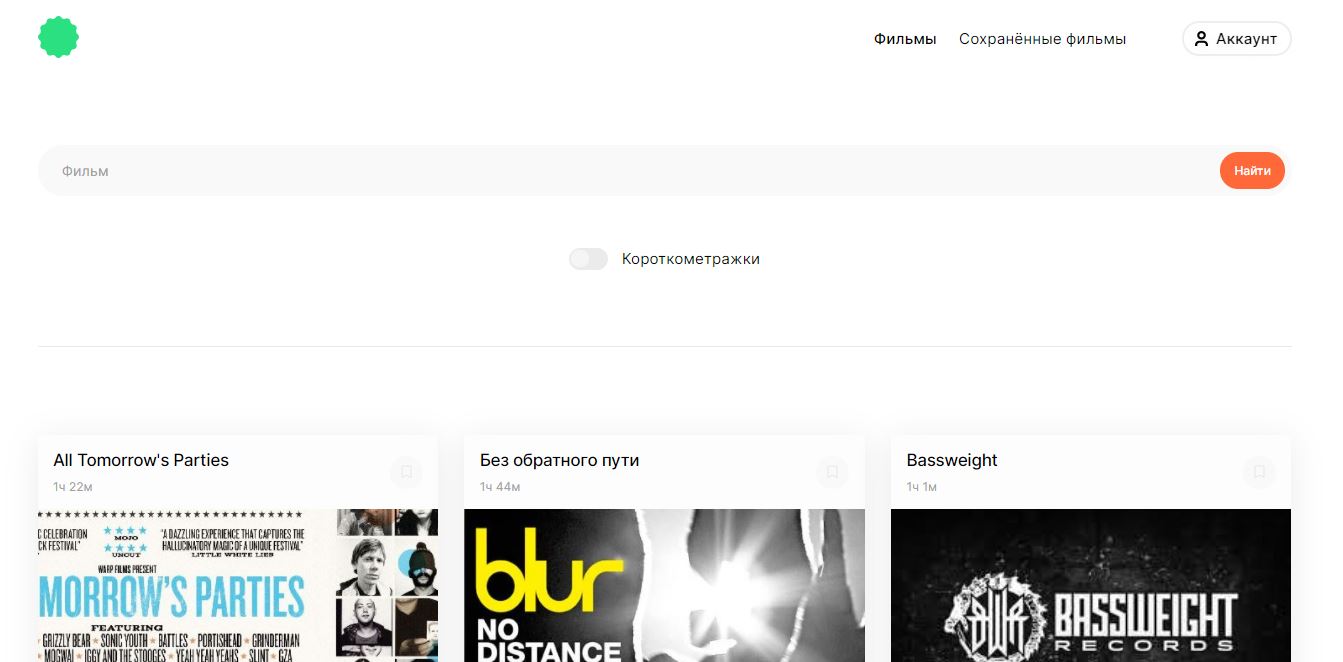 Фильмы Сохранённые фильмы Аккаунт
Фильм Найти
Короткометражки
All Tomorrow's Parties
1ч 22м
C CELEBRATION
CK FESTIVAL"
MOJO
UNCUT
"A DAZZLING EXPERIENCE THAT CAPTURES THE
HALLUCINATORY MAGIC OF A UNIQUE FESTIVAL"
LITTLE WHITE LIES
WARP FILMS PRESENT
MORROW'S PARTIES
FEATURING
GRIZZLY BEAR ★ SONIC YOUTH ★ BATTLES ★ PORTISHEAD ★ GRINDERMAN
MOGWAI ★ IGGY AND THE STOOGES ★ YEAH YEAH YEAHS ★ SLINT ★ GZA
Без обратного пути
1ч 44м
blur
NO
DISTANCE
Bassweight
1ч 1м
BASSWEIGHT
RECORDS